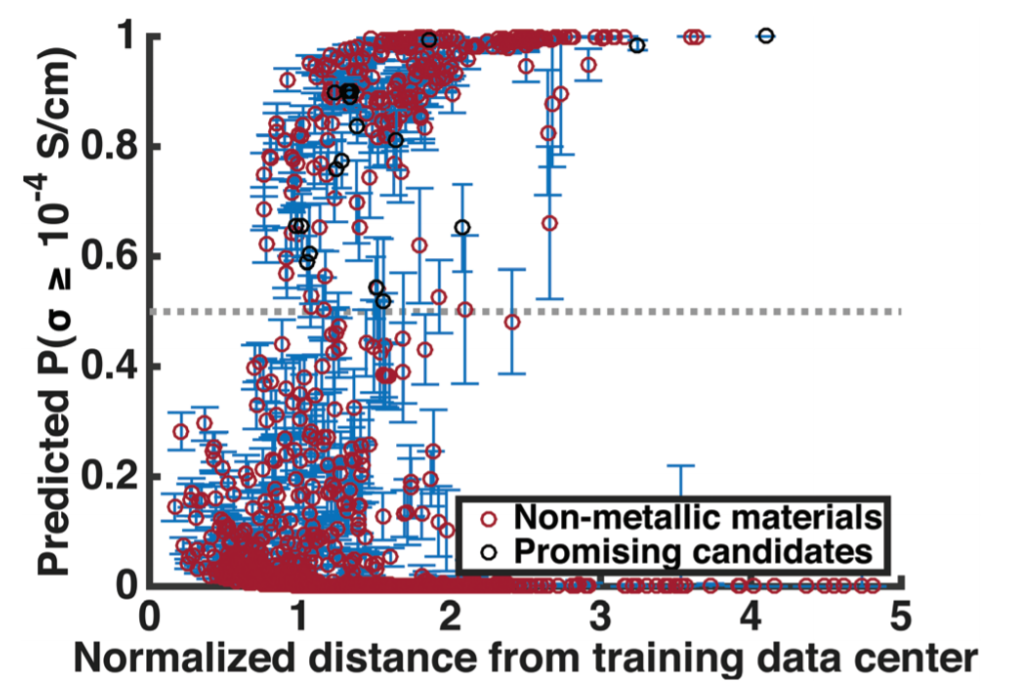 Predicted P(σ ≥ 10⁻⁴ S/cm)
1
0.8
0.6
0.4
0.2
0
0 1 2 3 4 5
Non-metallic materials
Promising candidates
Normalized distance from training data center